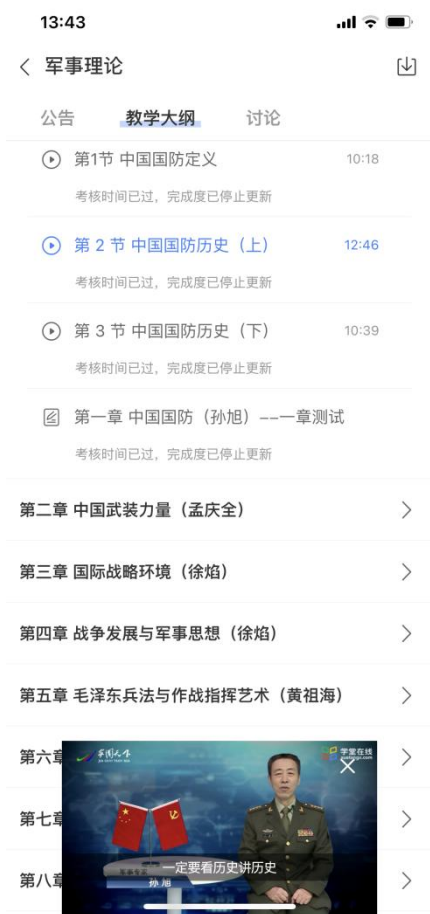 13:43
军事理论
公告 教学大纲 讨论
第1节 中国国防定义 10:18
考核时间已过，完成度已停止更新
第 2 节 中国国防历史（上） 12:46
考核时间已过，完成度已停止更新
第 3 节 中国国防历史（下） 10:39
考核时间已过，完成度已停止更新
第一章 中国国防（孙旭）--一章测试
考核时间已过，完成度已停止更新
第二章 中国武装力量（孟庆全）
第三章 国际战略环境（徐焰）
第四章 战争发展与军事思想（徐焰）
第五章 毛泽东兵法与作战指挥艺术（黄祖海）
第六章
学堂在线
第七章
一定要看历史讲历史
第八章
孙旭